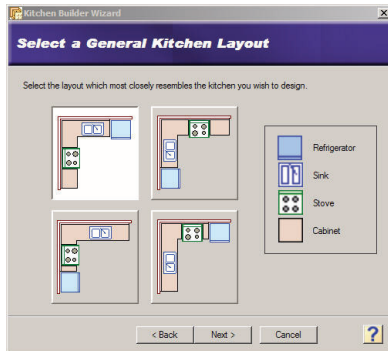 Kitchen Builder Wizard
Select a General Kitchen Layout
Select the layout which most closely resembles the kitchen you wish to design.
Refrigerator
Sink
Stove
Cabinet
< Back
Next >
Cancel
?